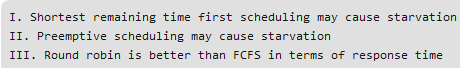 I. Shortest remaining time first scheduling may cause starvation
II. Preemptive scheduling may cause starvation
III. Round robin is better than FCFS in terms of response time